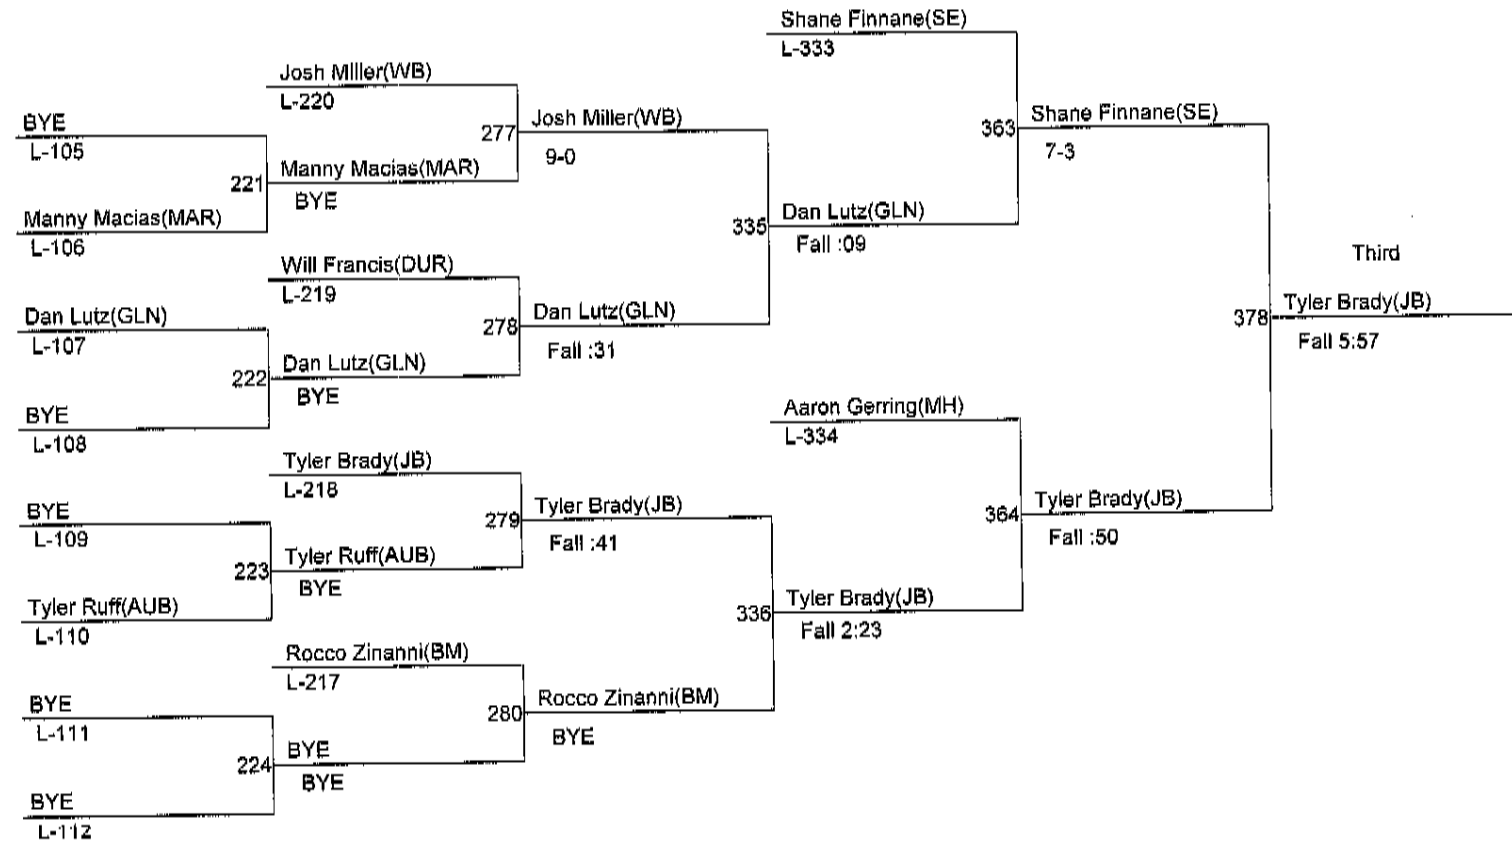 Shane Finnane(SE)
L-333
Josh Miller(WB)
L-220
BYE
L-105
277
Josh Miller(WB)
9-0
363
Shane Finnane(SE)
7-3
221
Manny Macias(MAR)
BYE
Manny Macias(MAR)
L-106
335
Dan Lutz(GLN)
Fall :09
Will Francis(DUR)
L-219
Third
Dan Lutz(GLN)
L-107
278
Dan Lutz(GLN)
Fall :31
378
Tyler Brady(JB)
Fall 5:57
222
Dan Lutz(GLN)
BYE
BYE
L-108
Aaron Gerring(MH)
L-334
Tyler Brady(JB)
L-218
BYE
L-109
279
Tyler Brady(JB)
Fall :41
364
Tyler Brady(JB)
Fall :50
223
Tyler Ruff(AUB)
BYE
Tyler Ruff(AUB)
L-110
336
Tyler Brady(JB)
Fall 2:23
Rocco Zinanni(BM)
L-217
BYE
L-111
280
Rocco Zinanni(BM)
BYE
224
BYE
BYE
BYE
L-112